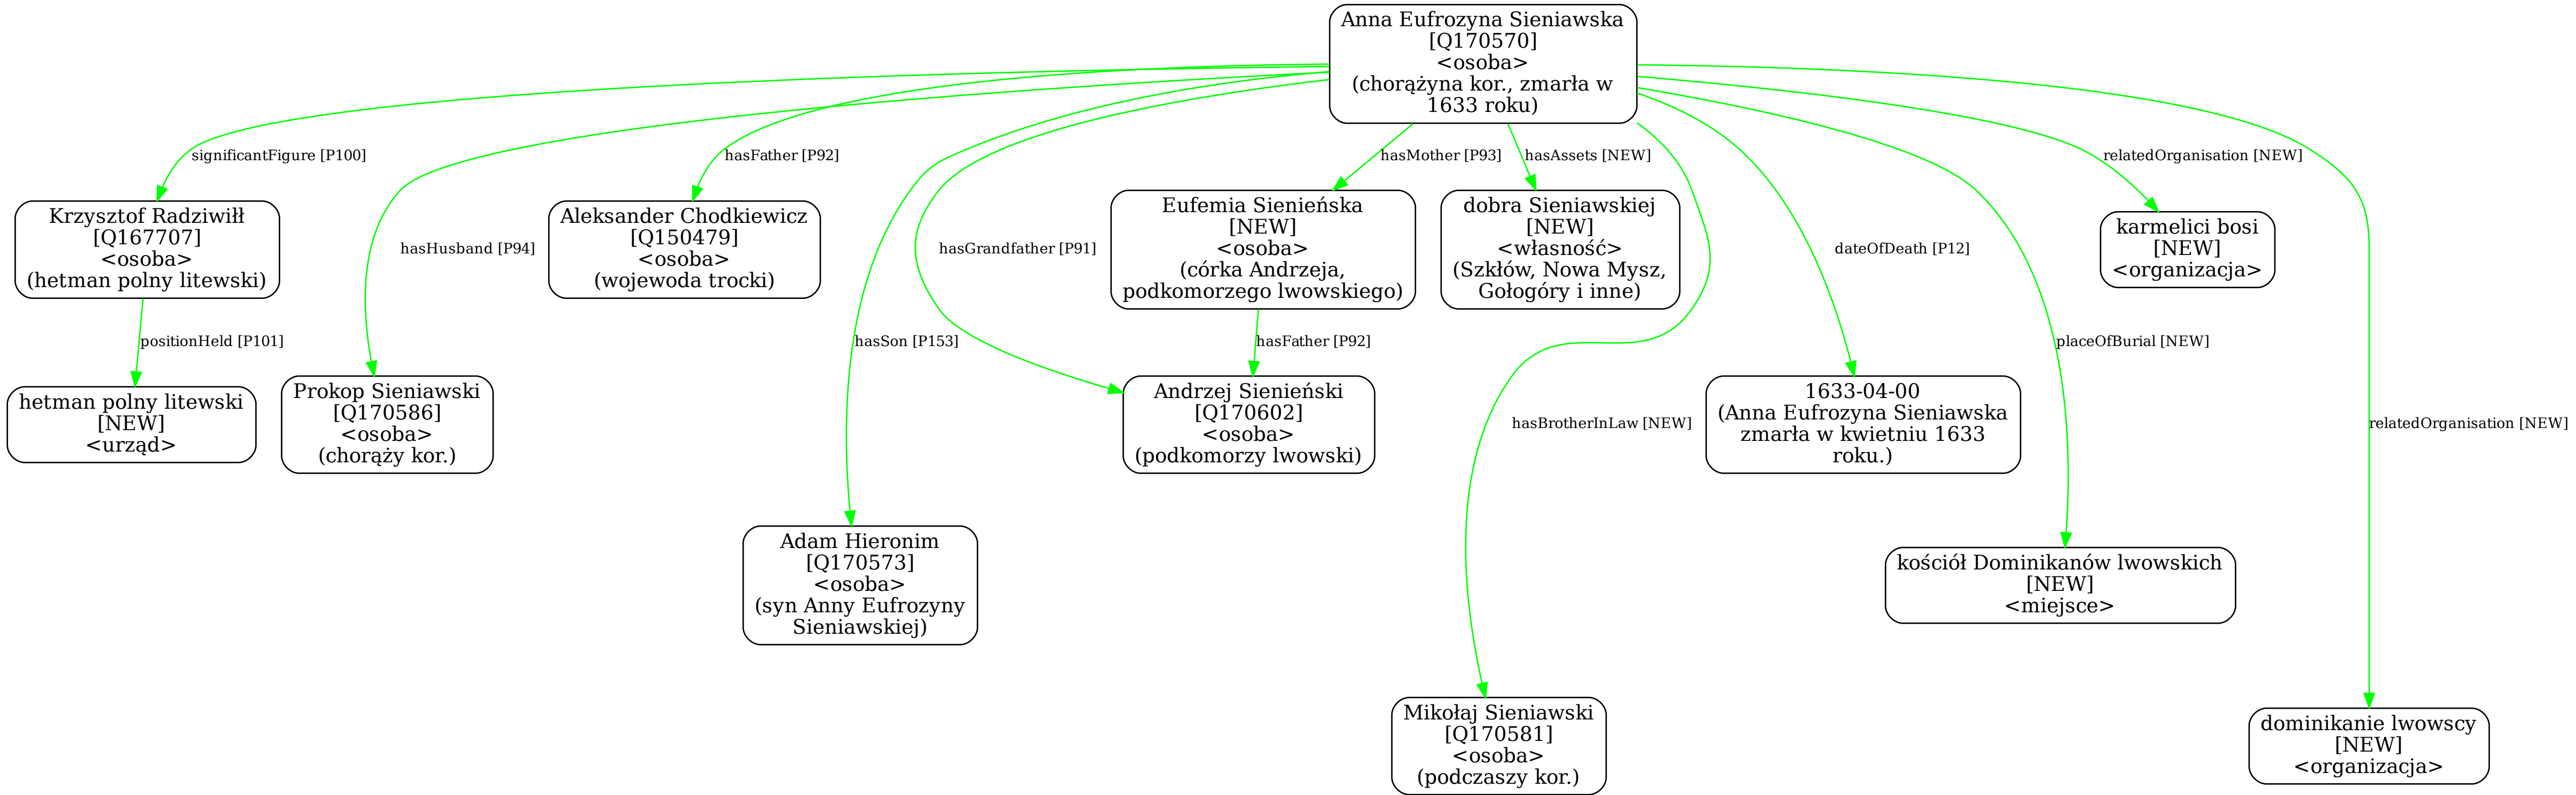 Anna Eufrozyna Sieniawska
[Q170570]
<osoba>
(chorążyna kor., zmarła w
1633 roku)
significantFigure [P100]
hasFather [P92]
hasMother [P93]
hasAssets [NEW]
relatedOrganisation [NEW]
Krzysztof Radziwiłł
[Q167707]
<osoba>
(hetman polny litewski)
hasHusband [P94]
Aleksander Chodkiewicz
[Q150479]
<osoba>
(wojewoda trocki)
hasGrandfather [P91]
Eufemia Sienieńska
[NEW]
<osoba>
(córka Andrzeja,
podkomorzego lwowskiego)
dobra Sieniawskiej
[NEW]
<własność>
(Szkłów, Nowa Mysz,
Gołogóry i inne)
dateOfDeath [P12]
karmelici bosi
[NEW]
<organizacja>
positionHeld [P101]
hasSon [P153]
hasFather [P92]
placeOfBurial [NEW]
hetman polny litewski
[NEW]
<urząd>
Prokop Sieniawski
[Q170586]
<osoba>
(chorąży kor.)
Andrzej Sienieński
[Q170602]
<osoba>
(podkomorzy lwowski)
hasBrotherInLaw [NEW]
1633-04-00
(Anna Eufrozyna Sieniawska
zmarła w kwietniu 1633
roku.)
relatedOrganisation [NEW]
Adam Hieronim
[Q170573]
<osoba>
(syn Anny Eufrozyny
Sieniawskiej)
kościół Dominikanów lwowskich
[NEW]
<miejsce>
Mikołaj Sieniawski
[Q170581]
<osoba>
(podczaszy kor.)
dominikanie lwowscy
[NEW]
<organizacja>